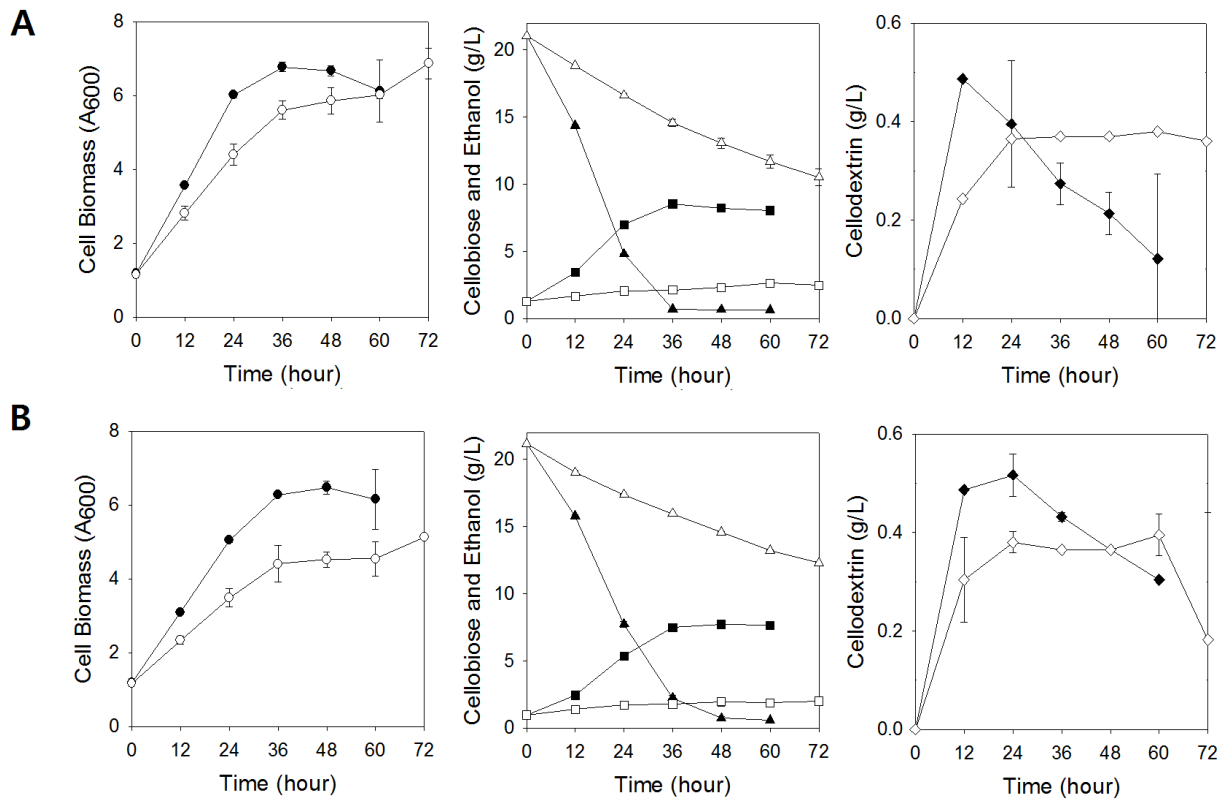 A
8
6
4
2
0
Cell Biomass (A600)
0 12 24 36 48 60 72
Time (hour)
20
15
10
5
0
Cellobiose and Ethanol (g/L)
0 12 24 36 48 60 72
Time (hour)
0.6
0.4
0.2
0.0
Cellodextrin (g/L)
0 12 24 36 48 60 72
Time (hour)
B
8
6
4
2
0
Cell Biomass (A600)
0 12 24 36 48 60 72
Time (hour)
20
15
10
5
0
Cellobiose and Ethanol (g/L)
0 12 24 36 48 60 72
Time (hour)
0.6
0.4
0.2
0.0
Cellodextrin (g/L)
0 12 24 36 48 60 72
Time (hour)